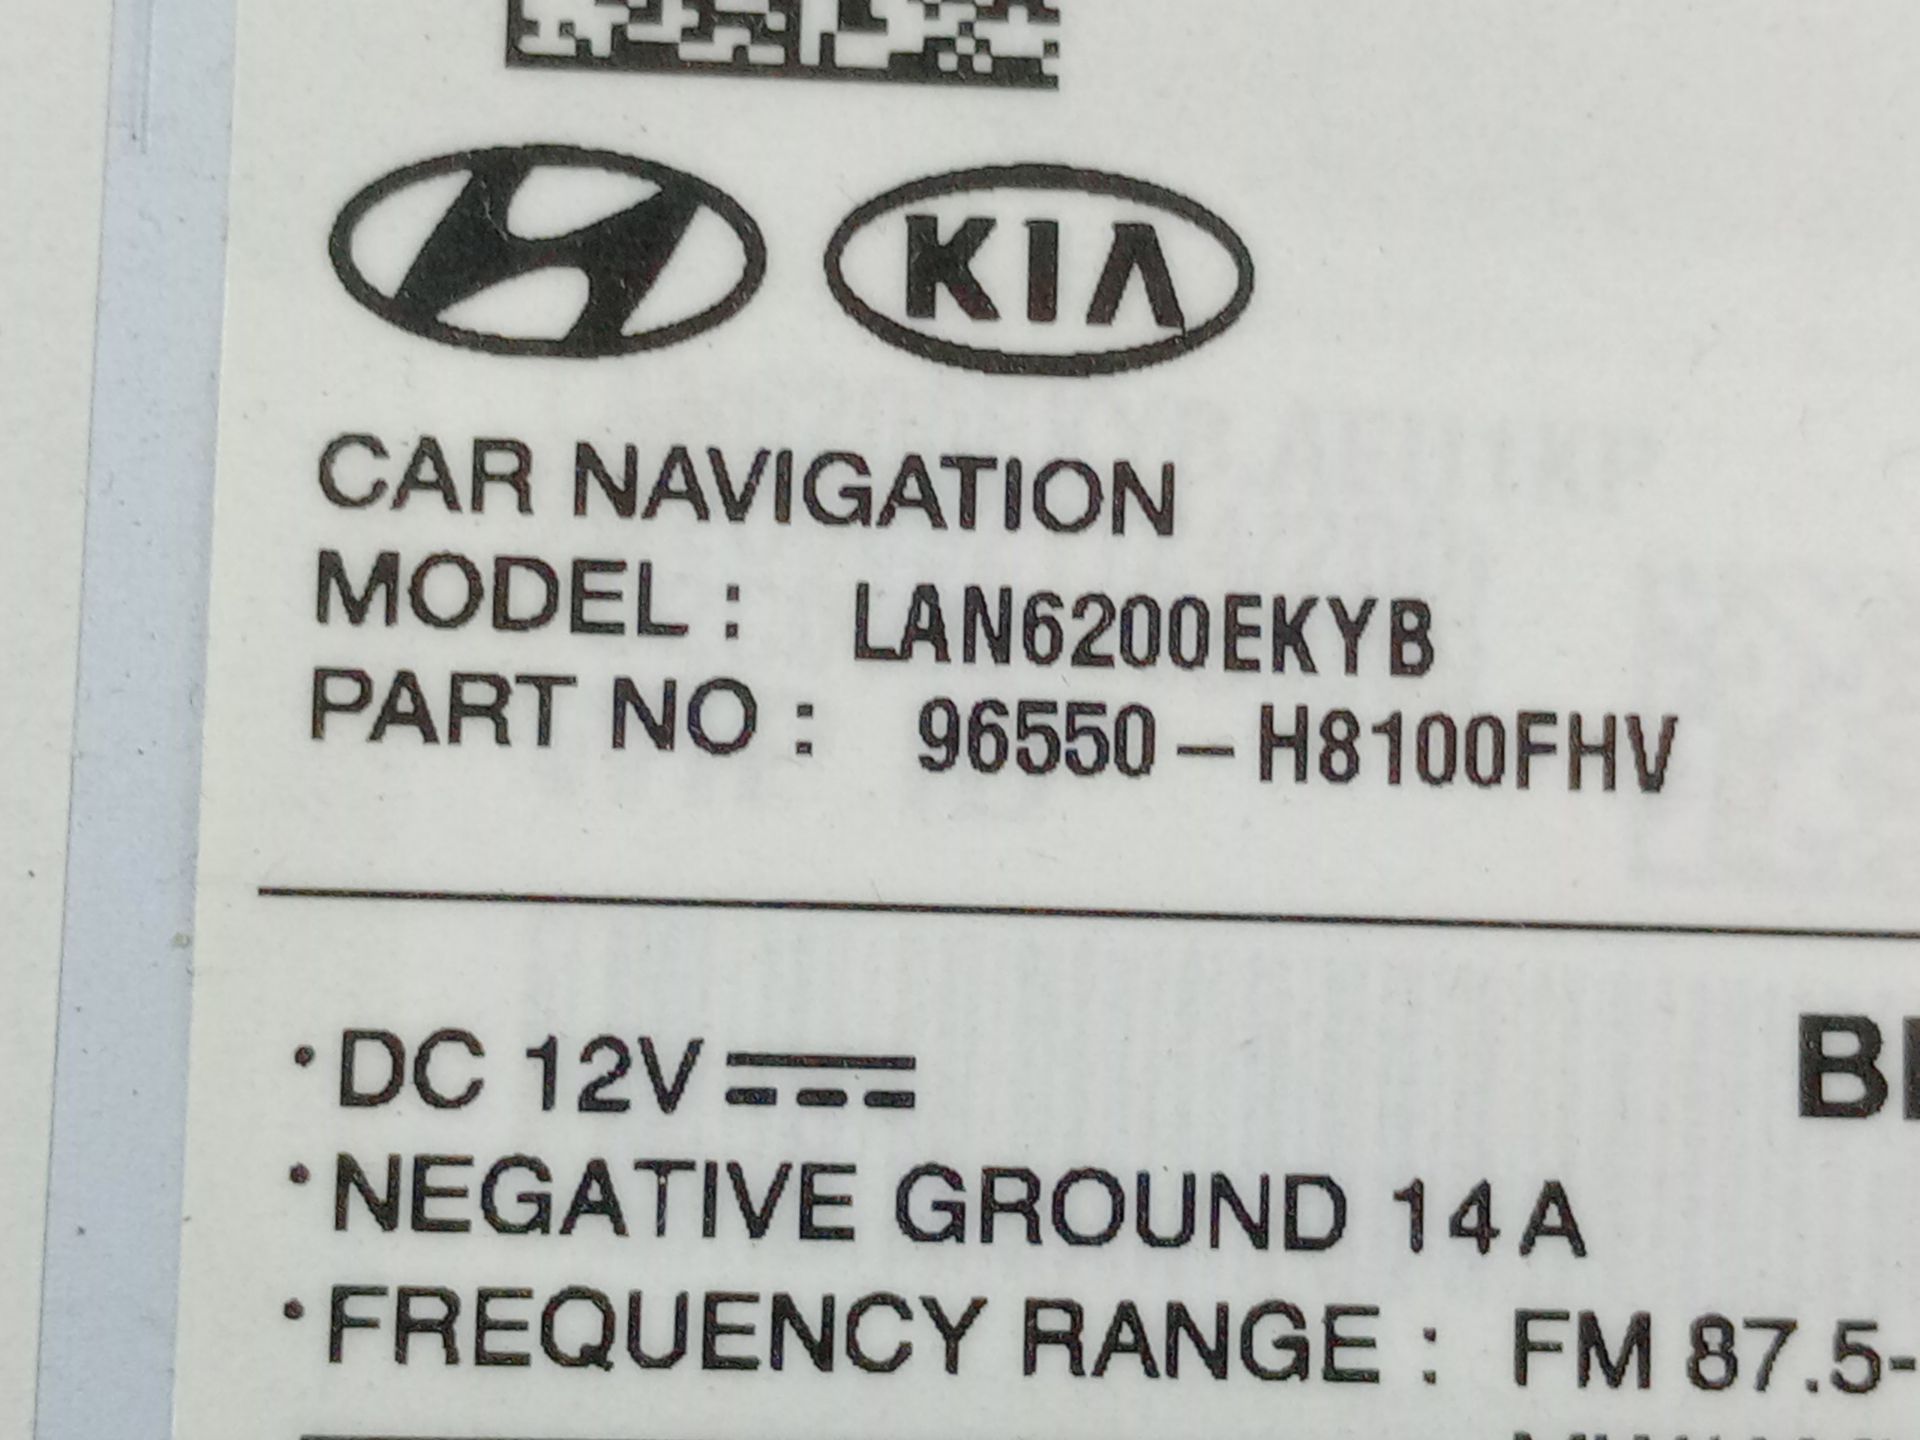 KIA
CAR NAVIGATION
MODEL : LAN6200EKYB
PART NO : 96550-H8100FHV
• DC 12V
• NEGATIVE GROUND 14A
• FREQUENCY RANGE : FM 87.5-